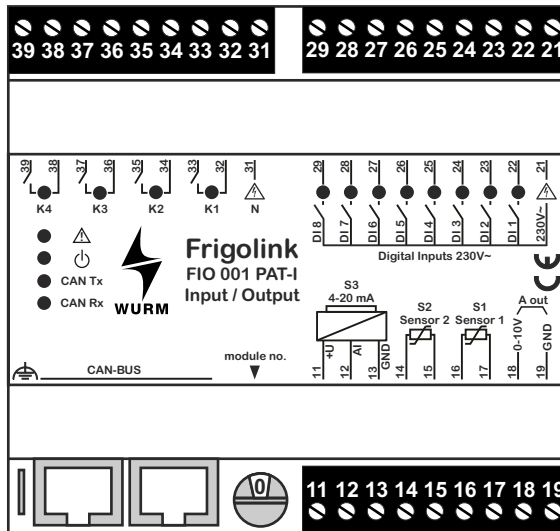 39 38 37 36 35 34 33 32 31
29 28 27 26 25 24 23 22 21
39 38 37 36 35 34 33 32 31
K4 K3 K2 K1 N
29 28 27 26 25 24 23 22 21
DI 8 DI 7 DI 6 DI 5 DI 4 DI 3 DI 2 DI 1 230V~
Digital Inputs 230V~
CAN Tx
CAN Rx
WURM
Frigolink
FIO 001 PAT-I
Input / Output
CE
S3
4-20 mA
S2
Sensor 2
S1
Sensor 1
A out
+U AI GND
0-10V GND
11 12 13 14 15 16 17 18 19
CAN-BUS
module no.
0
11 12 13 14 15 16 17 18 19